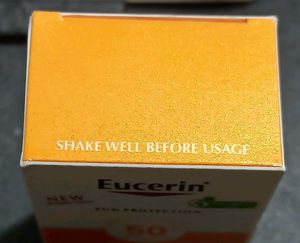 SHAKE WELL BEFORE USAGE
Eucerin
NEW
SUN PROTECTION
50